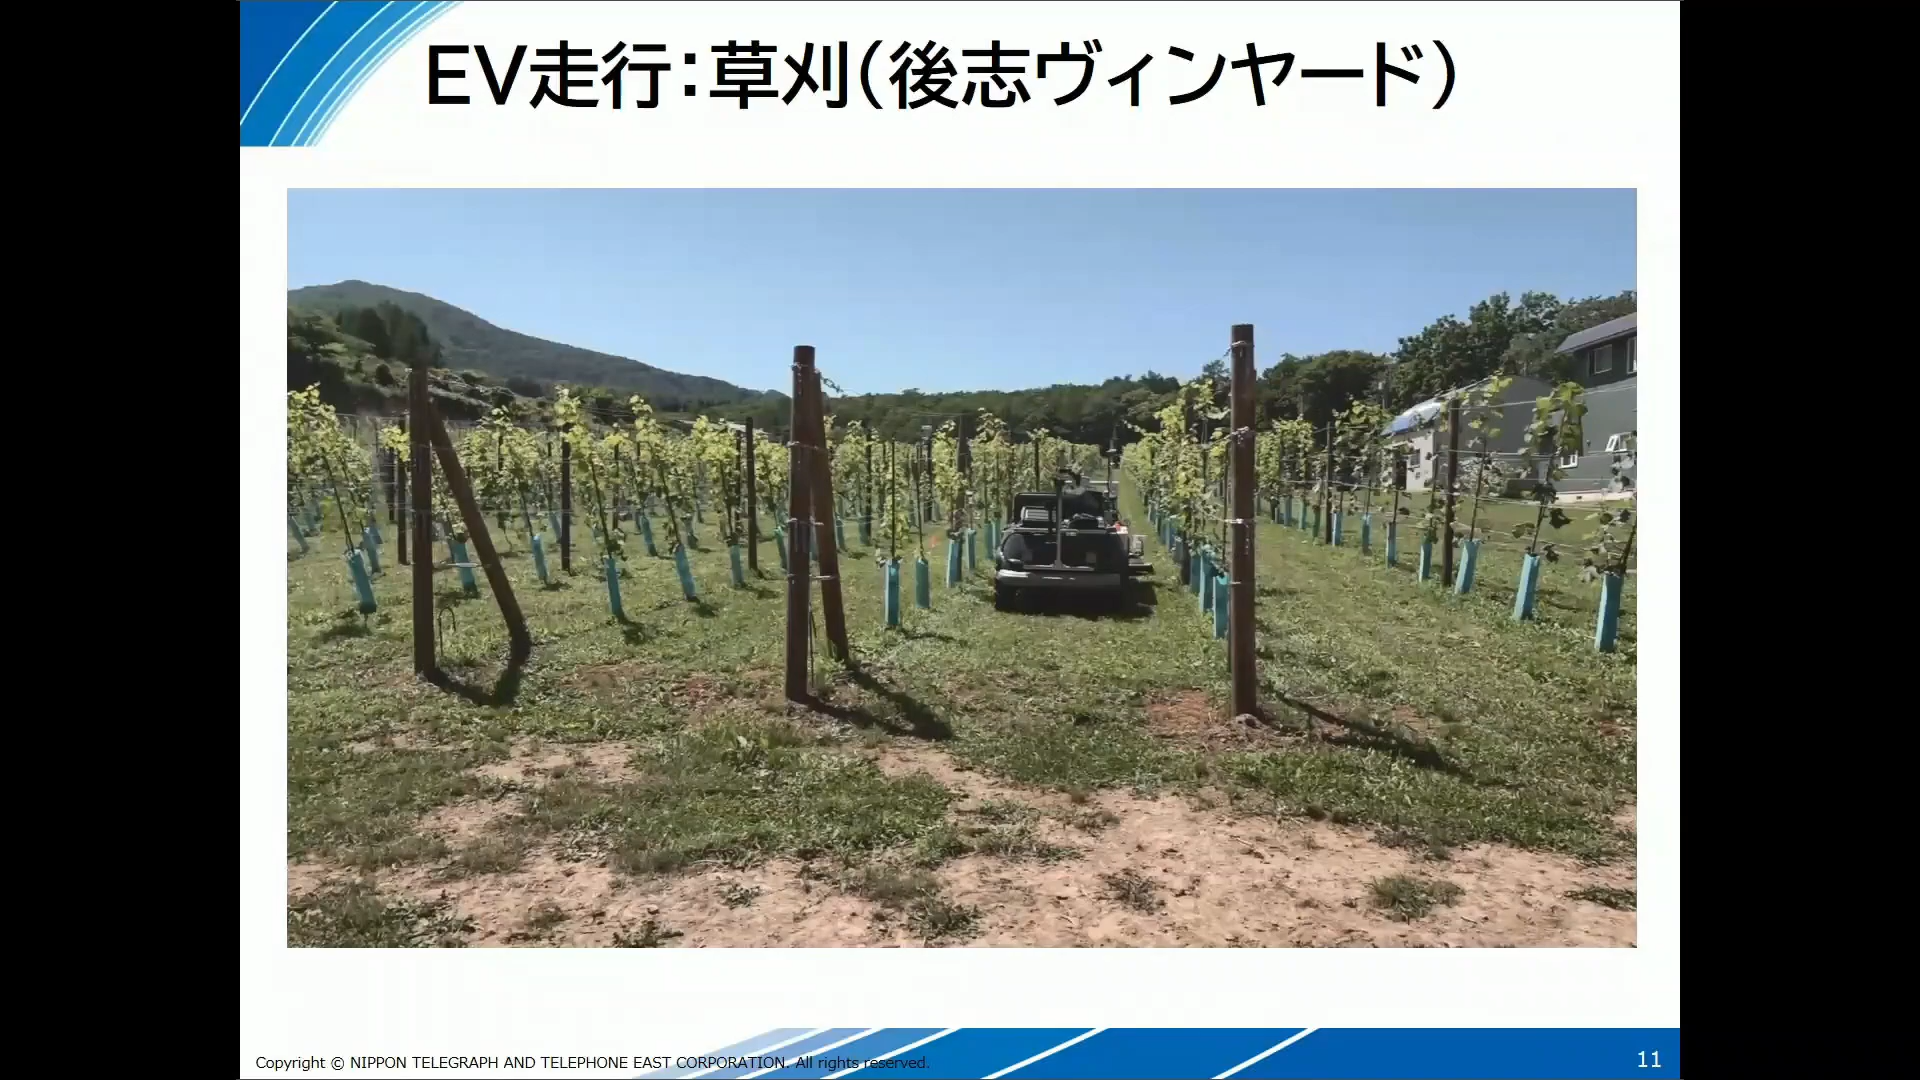 EV走行：草刈（後志ヴィンヤード）
Copyright © NIPPON TELEGRAPH AND TELEPHONE EAST CORPORATION. All rights reserved.
11